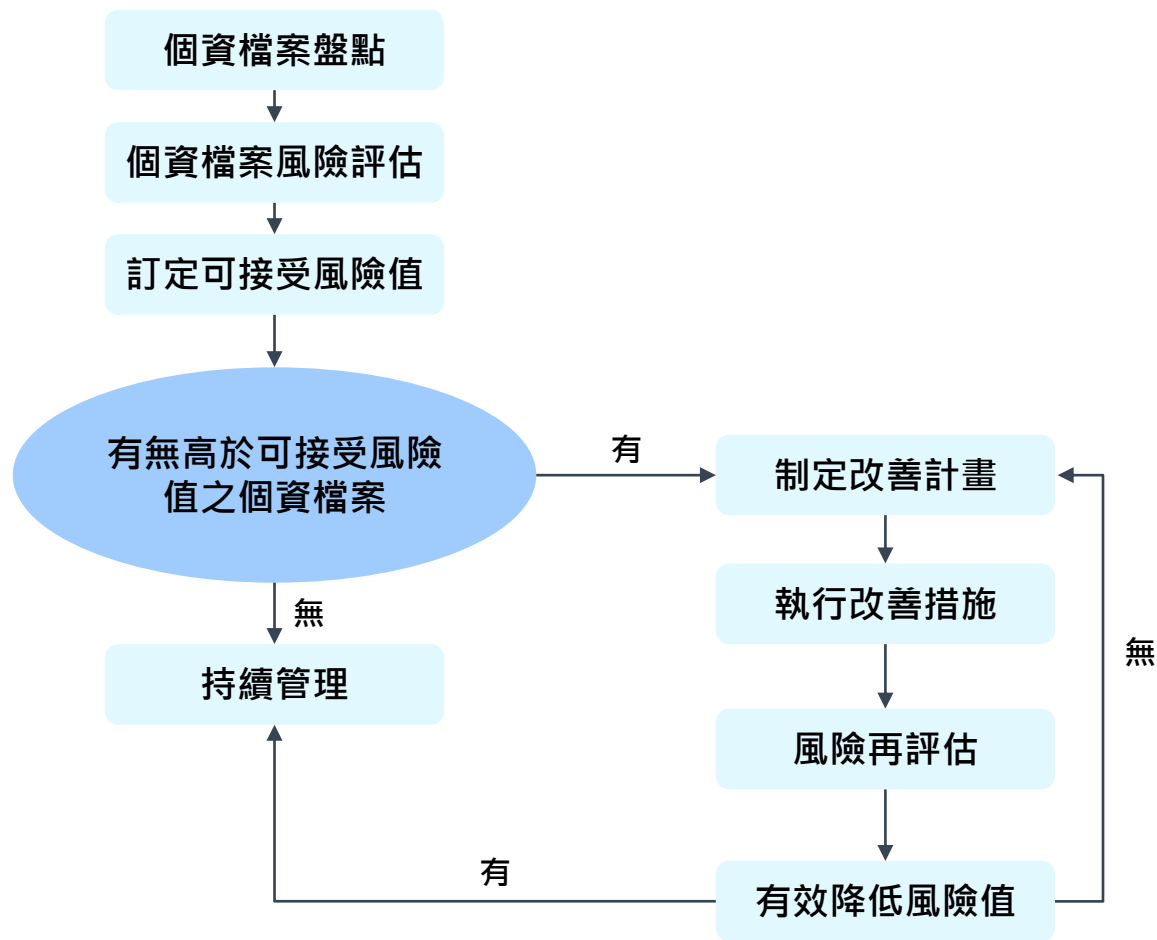 個資檔案盤點
個資檔案風險評估
訂定可接受風險值
有無高於可接受風險
值之個資檔案
有
制定改善計畫
執行改善措施
無
無
持續管理
風險再評估
有
有效降低風險值